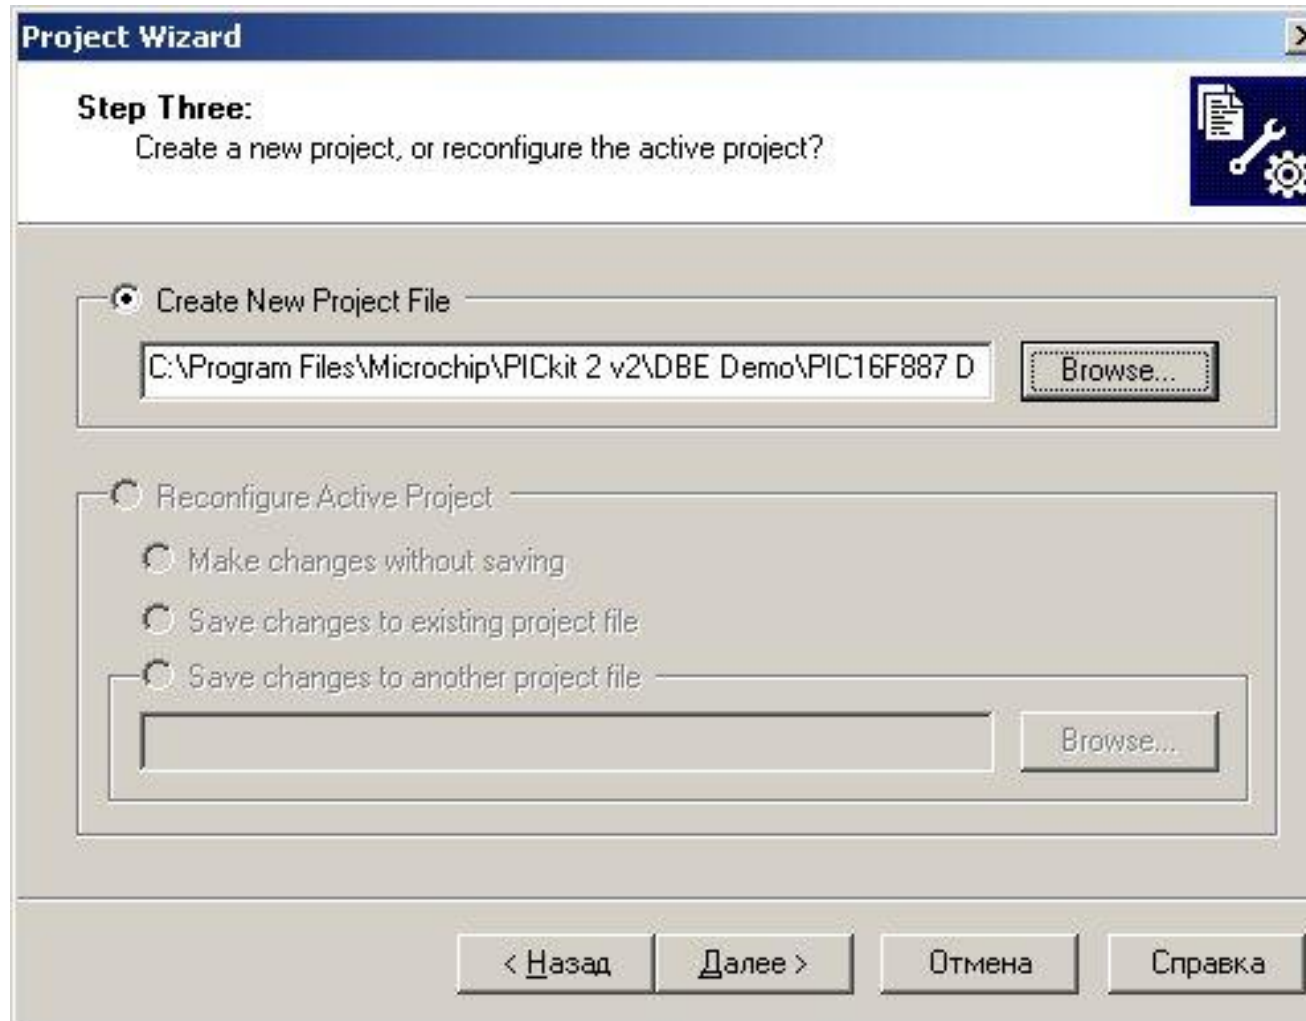 Project Wizard
Step Three:
Create a new project, or reconfigure the active project?
Create New Project File
C:\Program Files\Microchip\PICkit 2 v2\DBE Demo\PIC16F887 D
Browse...
Reconfigure Active Project
Make changes without saving
Save changes to existing project file
Save changes to another project file
Browse...
< Назад
Далее >
Отмена
Справка